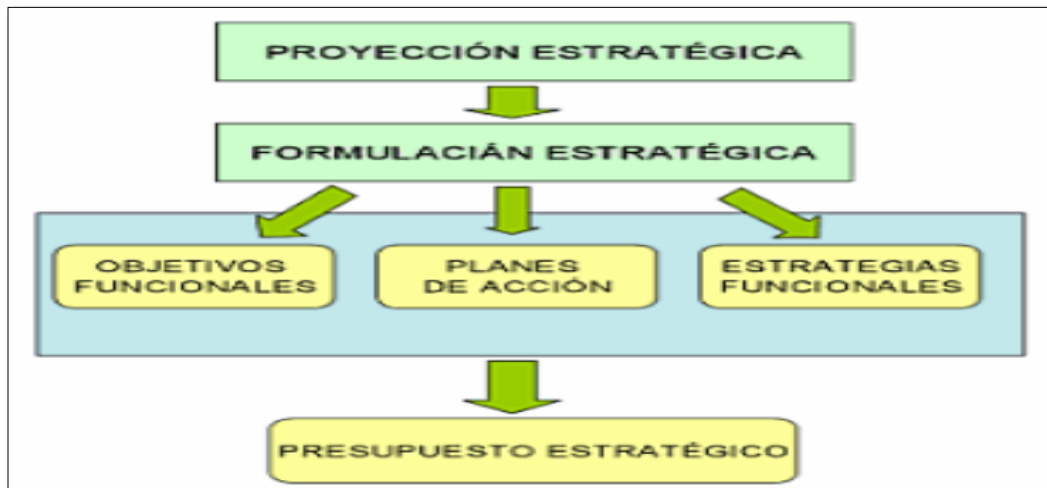 PROYECCIÓN ESTRATÉGICA
FORMULACIÁN ESTRATÉGICA
OBJETIVOS
FUNCIONALES
PLANES
DE ACCIÓN
ESTRATEGIAS
FUNCIONALES
PRESUPUESTO ESTRATÉGICO